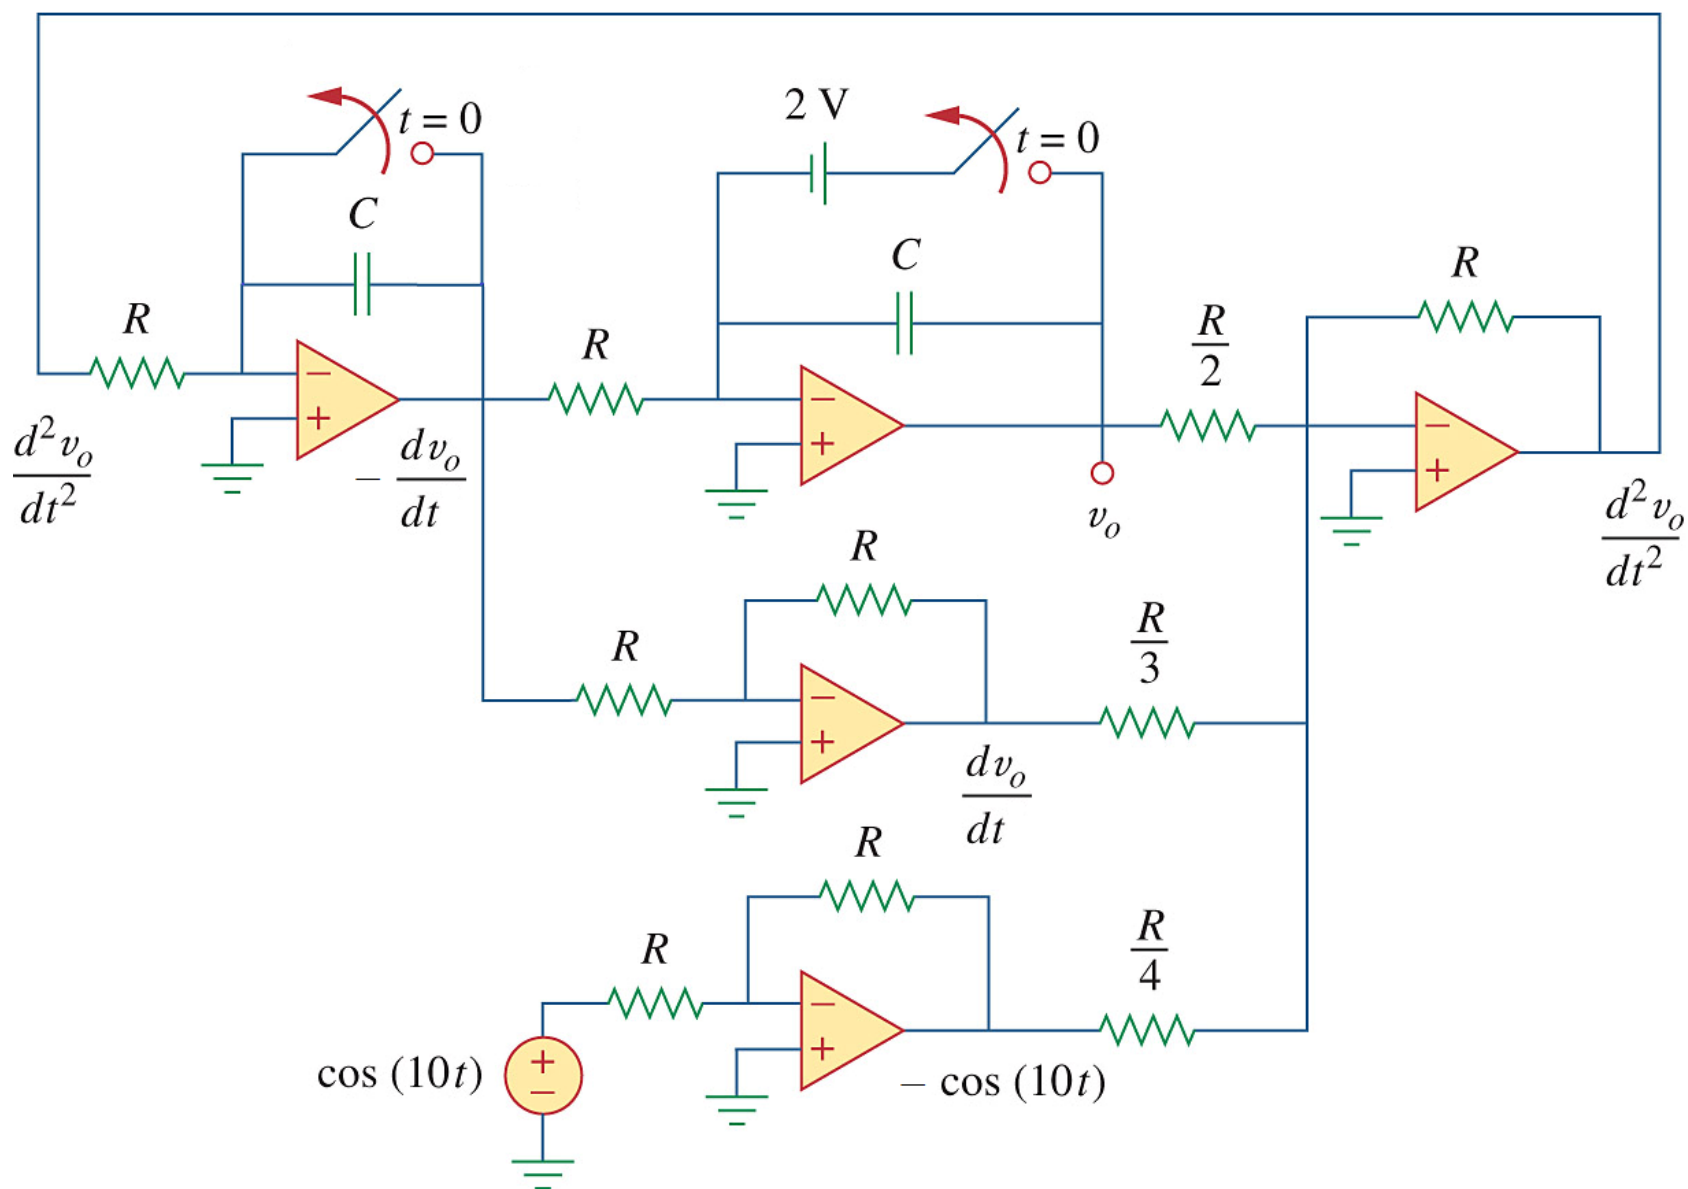 2 V
t = 0
t = 0
C
C
R
R
R
R/2
R
d²vₒ/dt²
− dvₒ/dt
vₒ
d²vₒ/dt²
R
R
R/3
dvₒ/dt
R
R
R/4
cos (10t)
− cos (10t)
− +
− +
− +
− +
− +
+ −